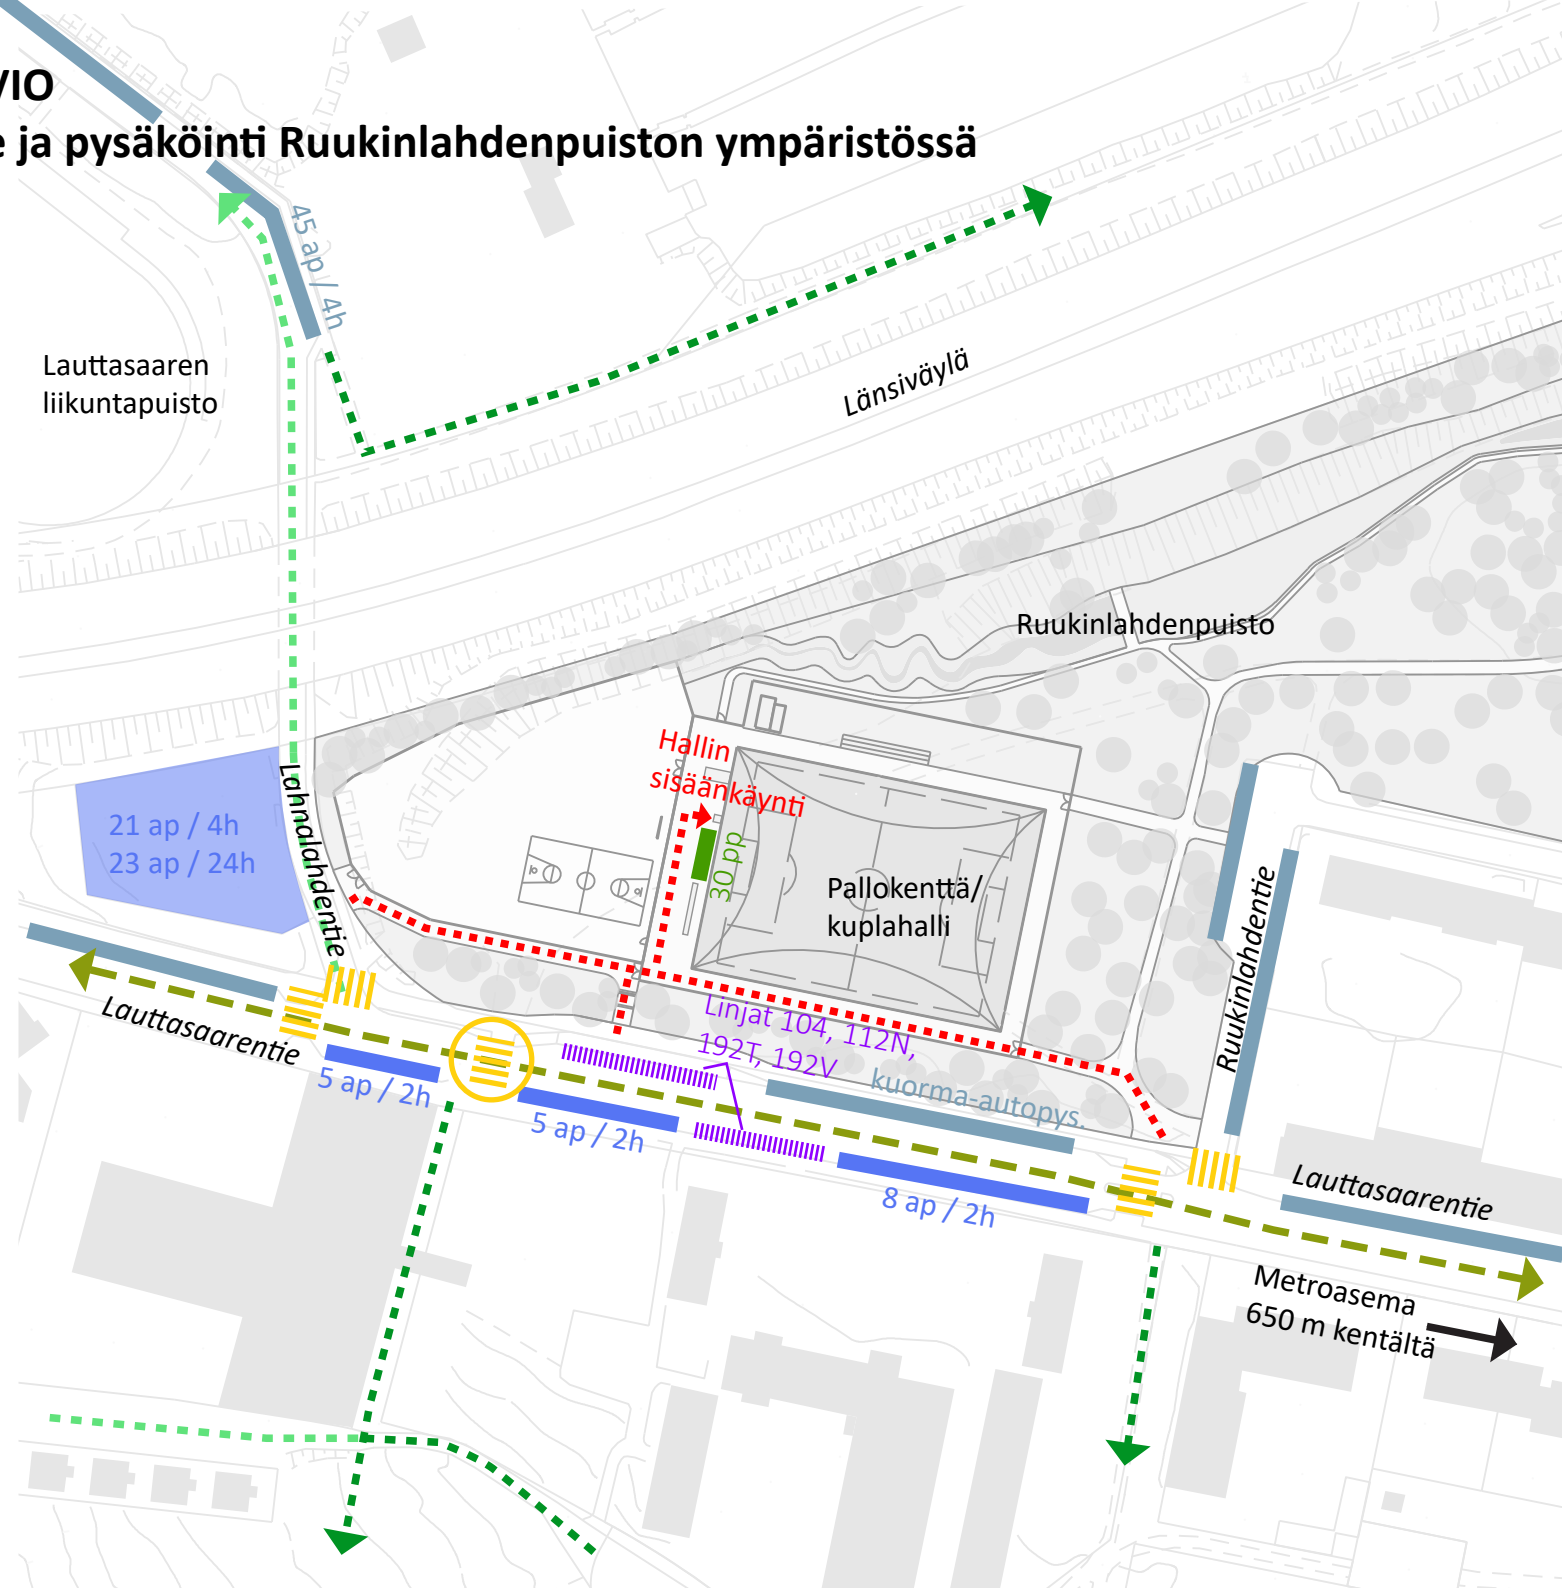 VIO
e ja pysäköinti Ruukinlahdenpuiston ympäristössä
45 ap / 4h
Lauttasaaren
liikuntapuisto
Länsiväylä
Ruukinlahdenpuisto
Hallin
sisäänkäynti
21 ap / 4h
23 ap / 24h
Lahnalahdentie
30 pp
Pallokenttä/
kuplahalli
Ruukinlahdentie
Ruukinlahdentie
Lauttasaarentie
Linjat 104, 112N,
192T, 192V
kuorma-autopys.
5 ap / 2h
5 ap / 2h
8 ap / 2h
Lauttasaarentie
Metroasema
650 m kentältä